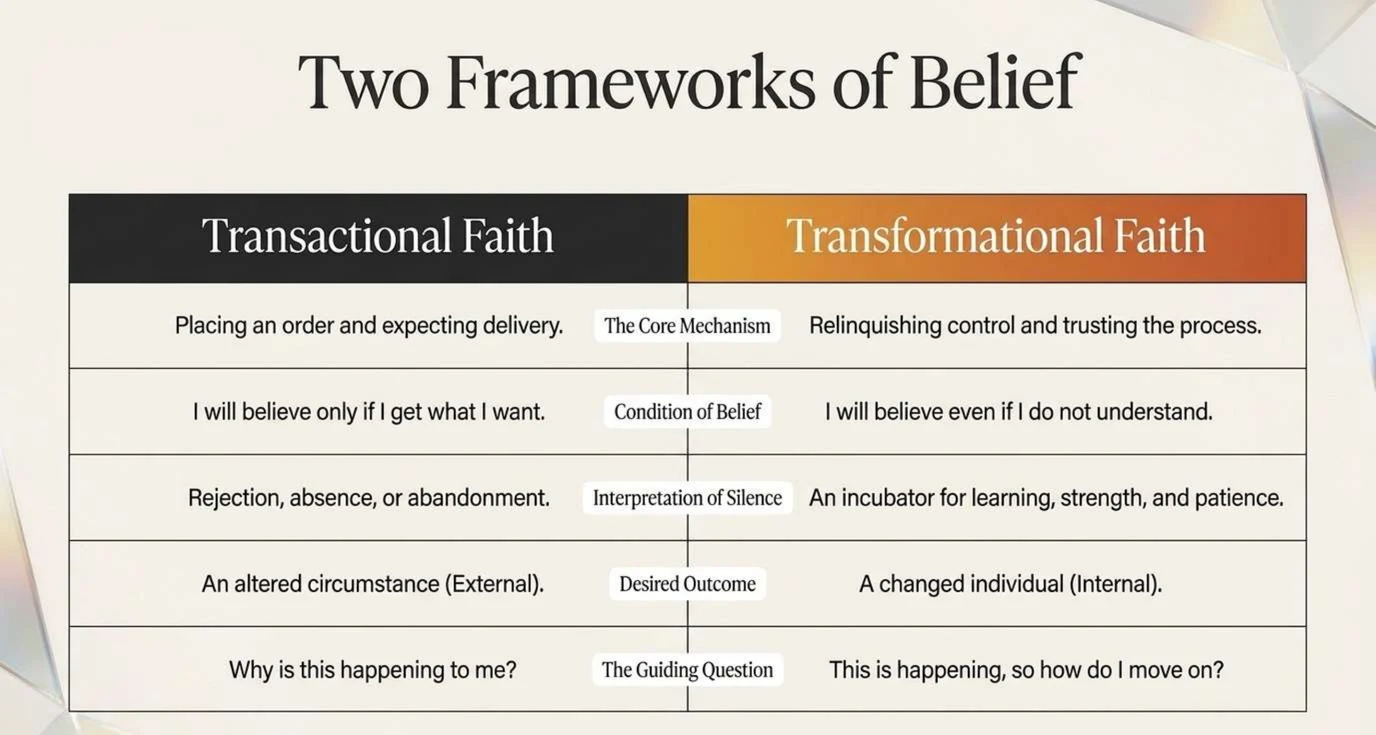 Two Frameworks of Belief
Transactional Faith
Transformational Faith
Placing an order and expecting delivery.
The Core Mechanism
Relinquishing control and trusting the process.
I will believe only if I get what I want.
Condition of Belief
I will believe even if I do not understand.
Rejection, absence, or abandonment.
Interpretation of Silence
An incubator for learning, strength, and patience.
An altered circumstance (External).
Desired Outcome
A changed individual (Internal).
Why is this happening to me?
The Guiding Question
This is happening, so how do I move on?